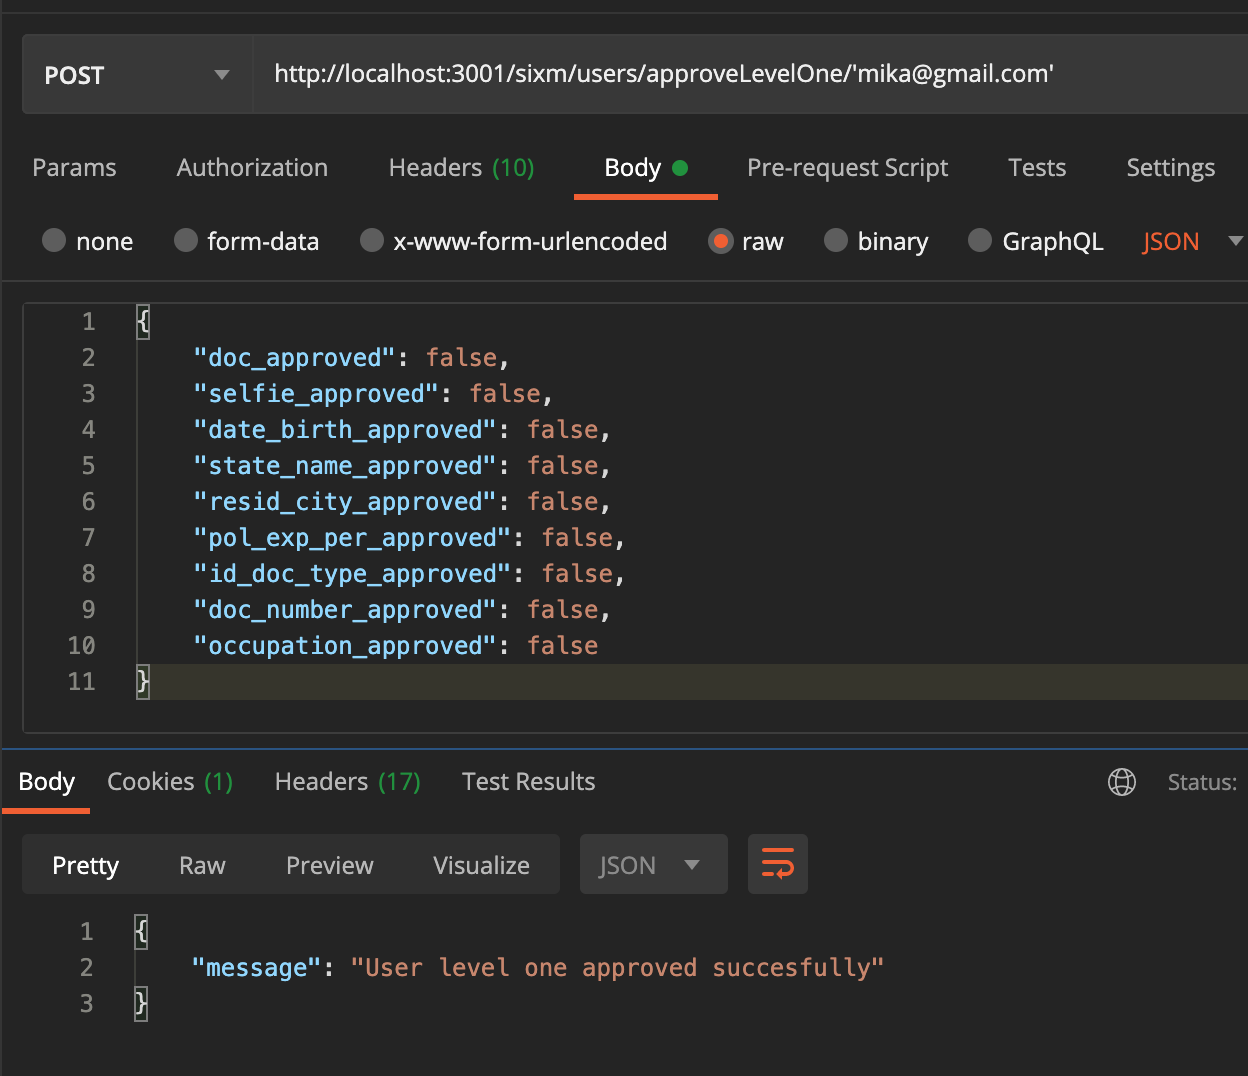 POST http://localhost:3001/sixm/users/approveLevelOne/'mika@gmail.com'
Params Authorization Headers (10) Body Pre-request Script Tests Settings
none form-data x-www-form-urlencoded raw binary GraphQL JSON
1 {
2 "doc_approved": false,
3 "selfie_approved": false,
4 "date_birth_approved": false,
5 "state_name_approved": false,
6 "resid_city_approved": false,
7 "pol_exp_per_approved": false,
8 "id_doc_type_approved": false,
9 "doc_number_approved": false,
10 "occupation_approved": false
11 }
Body Cookies (1) Headers (17) Test Results Status:
Pretty Raw Preview Visualize JSON
1 {
2 "message": "User level one approved succesfully"
3 }